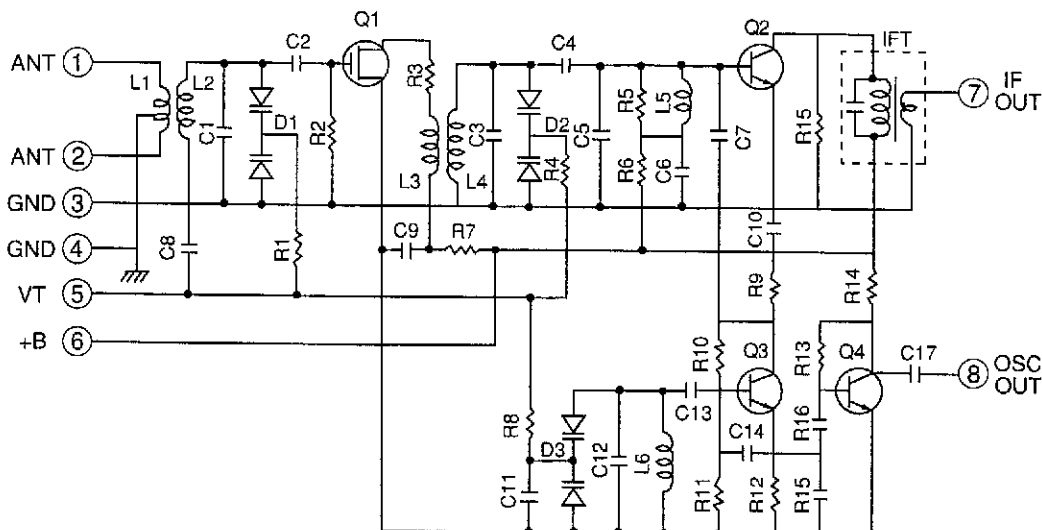 Q1
Q2
IFT
ANT 1
L1
L2
C2
R3
C4
7 IF OUT
C1
D1
R2
C3
D2
C5
R5
L5
C7
R15
ANT 2
L3
L4
R4
R6
C6
GND 3
C10
GND 4
C8
R1
C9
R7
R9
R14
VT 5
+B 6
R10
Q3
R13
Q4
C17
8 OSC OUT
R8
D3
C12
L6
C13
C14
R16
C11
R11
R12
R15